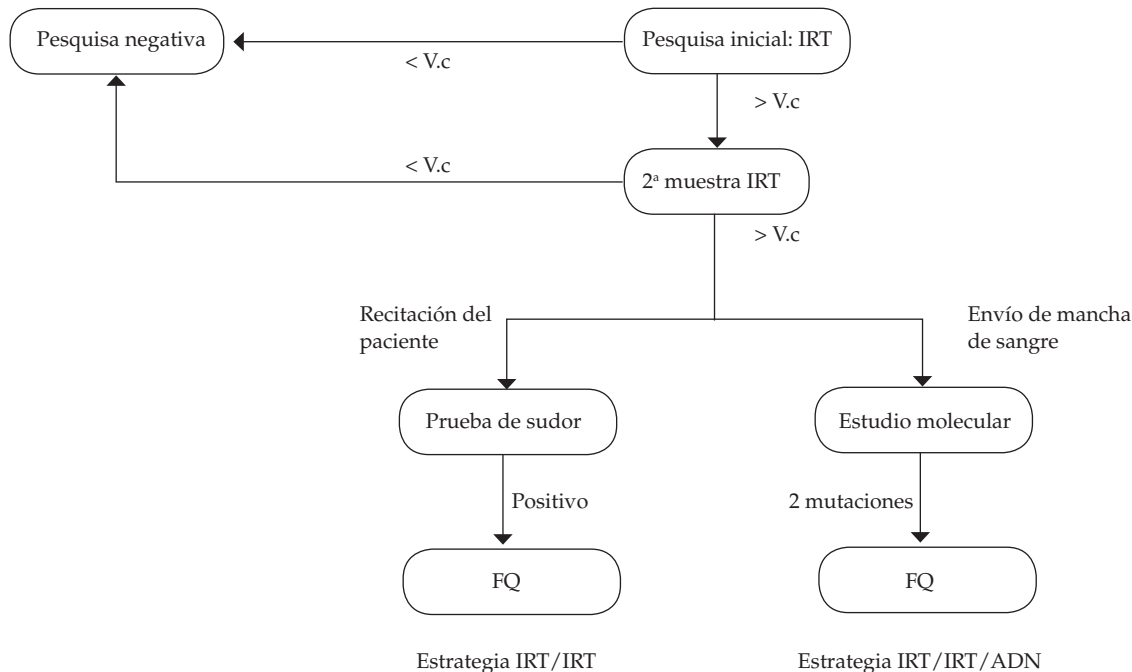 Pesquisa negativa
Pesquisa inicial: IRT
< V.c
> V.c
< V.c
2ª muestra IRT
> V.c
Recitación del
paciente
Envío de mancha
de sangre
Prueba de sudor
Estudio molecular
Positivo
2 mutaciones
FQ
FQ
Estrategia IRT/IRT
Estrategia IRT/IRT/ADN